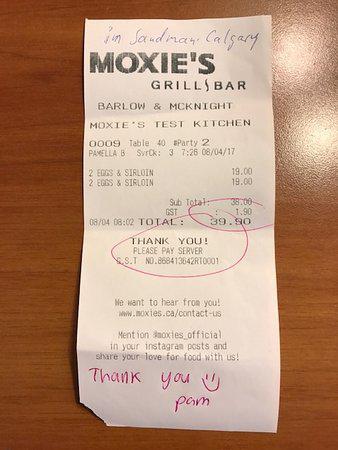 im Sandman Calgary
MOXIE'S
GRILL BAR
BARLOW & MCKNIGHT
MOXIE'S TEST KITCHEN
0009 Table 40 #Party 2
PAMELLA B SvrCk: 3 7:26 08/04/17
2 EGGS & SIRLOIN 19.00
2 EGGS & SIRLOIN 19.00
Sub Total: 38.00
GST : 1.90
08/04 08:02 TOTAL: 39.90
THANK YOU!
PLEASE PAY SERVER
G.S.T NO.868413642RT0001
We want to hear from you!
www.moxies.ca/contact-us
Mention @moxies_official
in your instagram posts and
share your love for food with us!
Thank you
pam